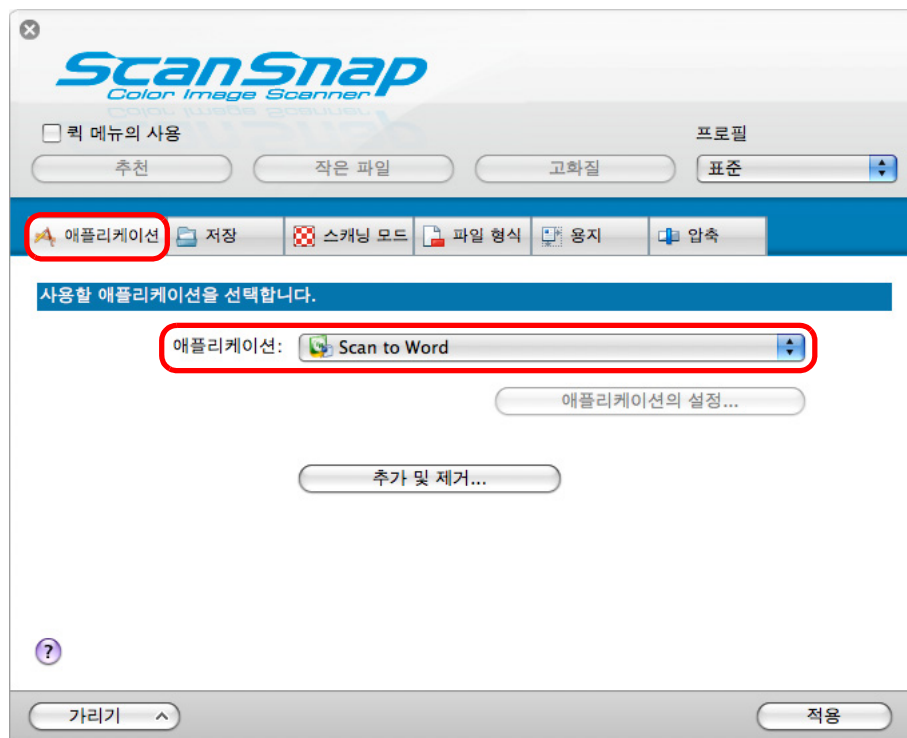 ScanSnap
Color Image Scanner
퀵 메뉴의 사용
프로필
추천
작은 파일
고화질
표준
애플리케이션
저장
스캐닝 모드
파일 형식
용지
압축
사용할 애플리케이션을 선택합니다.
애플리케이션: Scan to Word
애플리케이션의 설정...
추가 및 제거...
?
가리기
적용